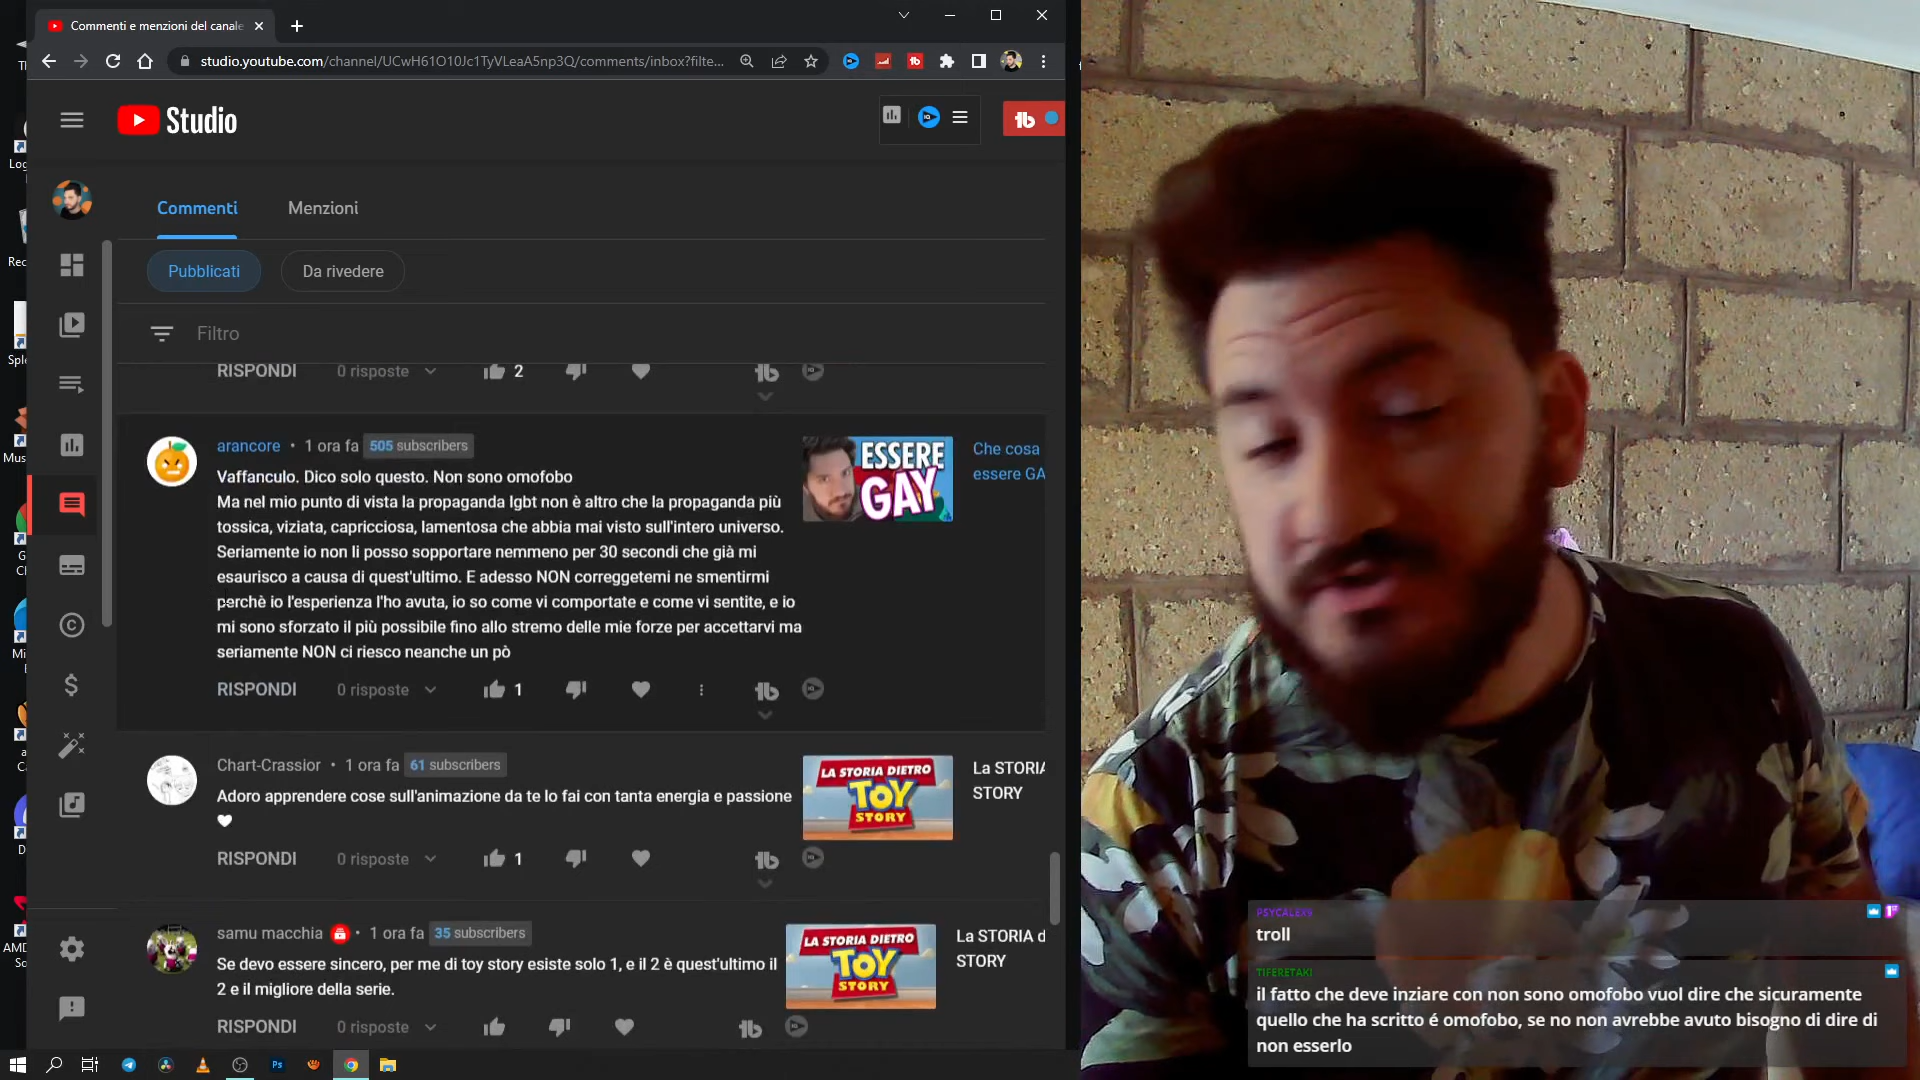 Commenti e menzioni del canale
studio.youtube.com/channel/UCwH61O10Jc1TyVLeaA5np3Q/comments/inbox?filte...
Studio
Commenti
Menzioni
Pubblicati
Da rivedere
Filtro
RISPONDI 0 risposte 2
arancore • 1 ora fa 505 subscribers
Vaffanculo. Dico solo questo. Non sono omofobo
Ma nel mio punto di vista la propaganda lgbt non è altro che la propaganda più
tossica, viziata, capricciosa, lamentosa che abbia mai visto sull'intero universo.
Seriamente io non li posso sopportare nemmeno per 30 secondi che già mi
esaurisco a causa di quest'ultimo. E adesso NON correggetemi ne smentirmi
perchè io l'esperienza l'ho avuta, io so come vi comportate e come vi sentite, e io
mi sono sforzato il più possibile fino allo stremo delle mie forze per accettarvi ma
seriamente NON ci riesco neanche un pò
ESSERE
GAY
Che cosa
essere GA
RISPONDI 0 risposte 1
Chart-Crassior • 1 ora fa 61 subscribers
Adoro apprendere cose sull'animazione da te lo fai con tanta energia e passione
LA STORIA DIETRO
TOY
STORY
La STORIA
STORY
RISPONDI 0 risposte 1
samu macchia • 1 ora fa 35 subscribers
Se devo essere sincero, per me di toy story esiste solo 1, e il 2 è quest'ultimo il
2 e il migliore della serie.
LA STORIA DIETRO
TOY
STORY
La STORIA d
STORY
RISPONDI 0 risposte
PSYCALEX9
troll
TIFERETAKI
il fatto che deve inziare con non sono omofobo vuol dire che sicuramente
quello che ha scritto é omofobo, se no non avrebbe avuto bisogno di dire di
non esserlo